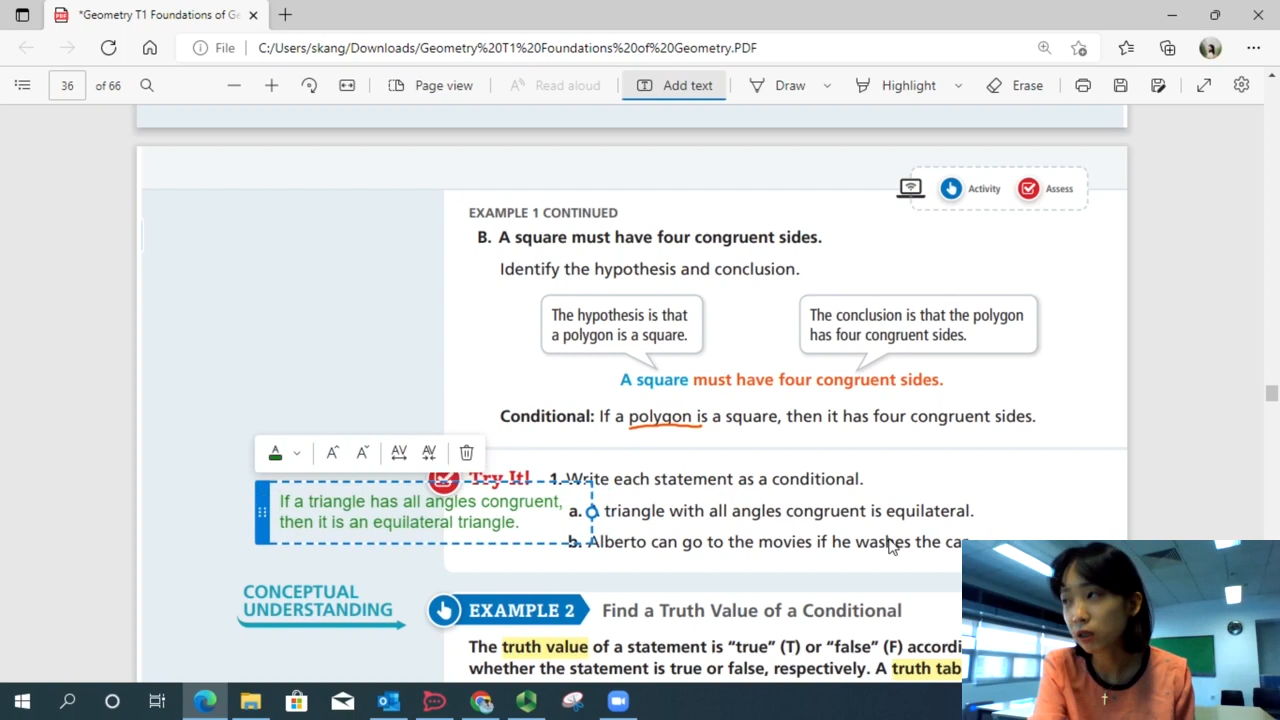 *Geometry T1 Foundations of Ge
File C:/Users/skang/Downloads/Geometry%20T1%20Foundations%20of%20Geometry.PDF
36 of 66 Page view Read aloud Add text Draw Highlight Erase
Activity Assess
EXAMPLE 1 CONTINUED
B. A square must have four congruent sides.
Identify the hypothesis and conclusion.
The hypothesis is that
a polygon is a square.
The conclusion is that the polygon
has four congruent sides.
A square must have four congruent sides.
Conditional: If a polygon is a square, then it has four congruent sides.
Try It! 1. Write each statement as a conditional.
If a triangle has all angles congruent,
then it is an equilateral triangle.
a. triangle with all angles congruent is equilateral.
b. Alberto can go to the movies if he washes the ca
CONCEPTUAL
UNDERSTANDING
EXAMPLE 2 Find a Truth Value of a Conditional
The truth value of a statement is “true” (T) or “false” (F) accordi
whether the statement is true or false, respectively. A truth tab